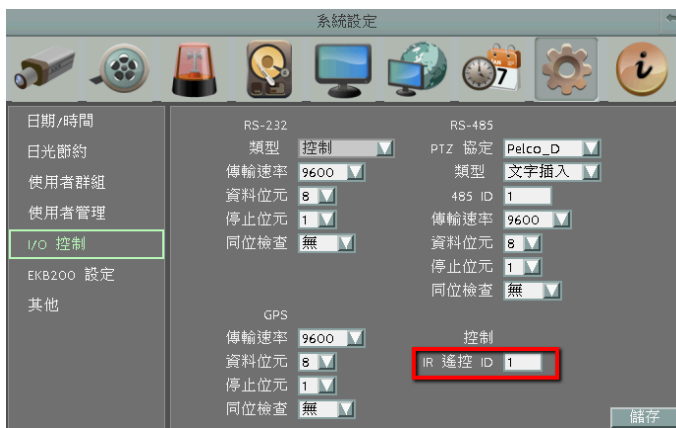 系統設定
7
i
日期/時間
日光節約
使用者群組
使用者管理
I/O 控制
EKB200 設定
其他
RS-232
類型 控制
傳輸速率 9600
資料位元 8
停止位元 1
同位檢查 無
RS-485
PTZ 協定 Pelco_D
類型 文字插入
485 ID 1
傳輸速率 9600
資料位元 8
停止位元 1
同位檢查 無
GPS
傳輸速率 9600
資料位元 8
停止位元 1
同位檢查 無
控制
IR 遙控 ID 1
儲存